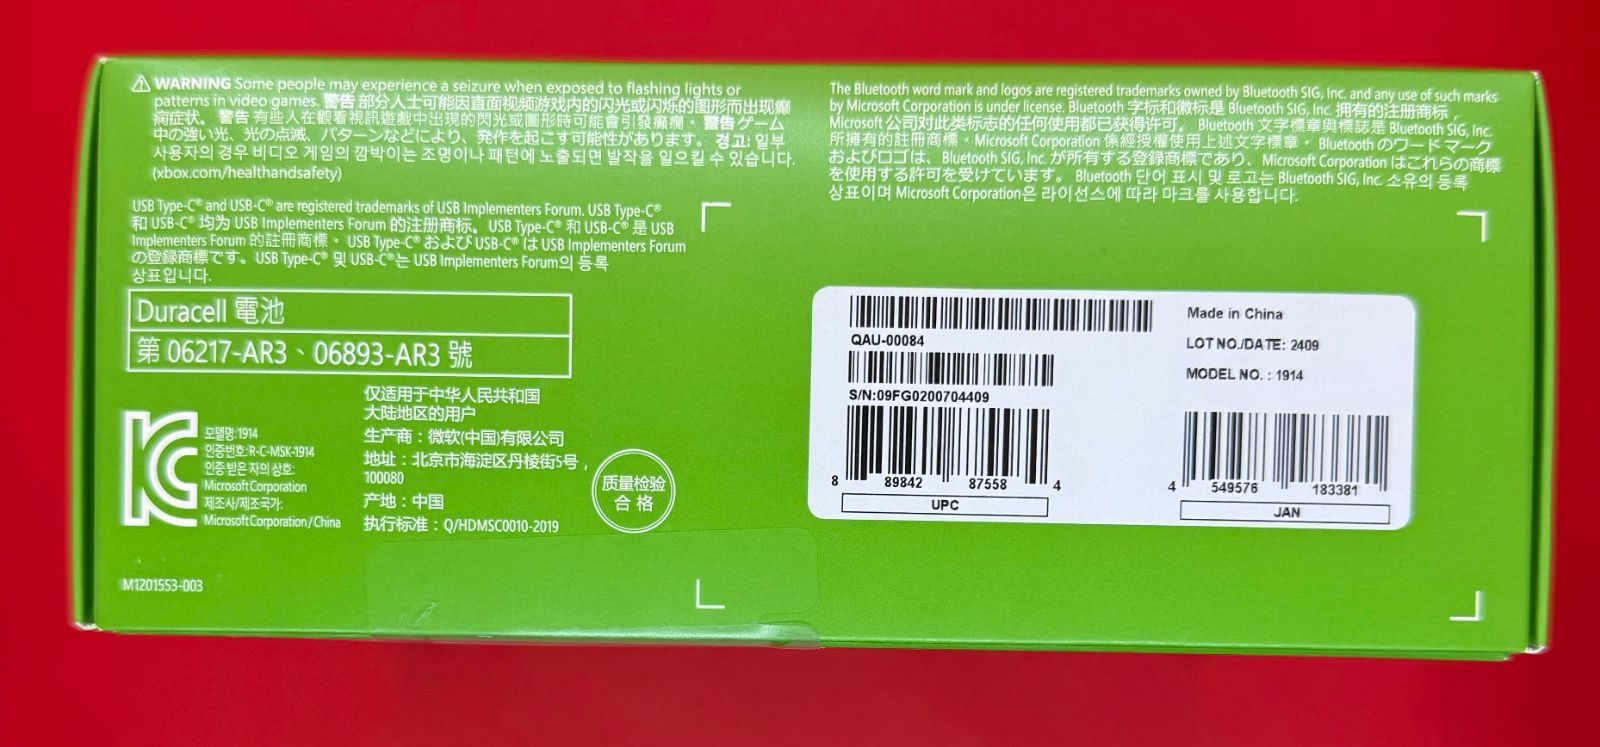 ⚠ WARNING Some people may experience a seizure when exposed to flashing lights or
patterns in video games. 警告 部分人士可能因直面视频游戏内的闪光或闪烁的图形而出现癫
痫症状。 警告 有些人在觀看視訊遊戲中出現的閃光或圖形時可能會引發癲癇。 警告 ゲーム
中の強い光、光の点滅、パターンなどにより、発作を起こす可能性があります。 경고: 일부
사용자의 경우 비디오 게임의 깜박이는 조명이나 패턴에 노출되면 발작을 일으킬 수 있습니다.
(xbox.com/healthandsafety)
USB Type-C® and USB-C® are registered trademarks of USB Implementers Forum. USB Type-C®
和 USB-C® 均为 USB Implementers Forum 的注册商标。 USB Type-C® 和 USB-C® 是 USB
Implementers Forum 的註冊商標。 USB Type-C® および USB-C® は USB Implementers Forum
の登録商標です。USB Type-C® 및 USB-C®는 USB Implementers Forum의 등록
상표입니다.
Duracell 電池
第 06217-AR3、06893-AR3 號
KC
모델명: 1914
인증번호: R-C-MSK-1914
인증 받은 자의 상호:
Microsoft Corporation
제조사/제조국가:
Microsoft Corporation / China
仅适用于中华人民共和国
大陆地区的用户
生产商：微软(中国)有限公司
地址：北京市海淀区丹棱街5号，
100080
产地：中国
执行标准：Q/HDMSC0010-2019
质量检验
合格
M1201553-003
The Bluetooth word mark and logos are registered trademarks owned by Bluetooth SIG, Inc. and any use of such marks
by Microsoft Corporation is under license. Bluetooth 字标和徽标是 Bluetooth SIG, Inc. 拥有的注册商标，
Microsoft 公司对此类标志的任何使用都已获得许可。 Bluetooth 文字標章與標誌是 Bluetooth SIG, Inc.
所擁有的註冊商標。Microsoft Corporation 係經授權使用上述文字標章。 Bluetooth のワード マーク
およびロゴは、Bluetooth SIG, Inc. が所有する登録商標であり、Microsoft Corporation はこれらの商標
を使用する許可を受けています。 Bluetooth 단어 표시 및 로고는 Bluetooth SIG, Inc. 소유의 등록
상표이며 Microsoft Corporation은 라이선스에 따라 마크를 사용합니다.
QAU-00084
S/N:09FG0200704409
8 89842 87558 4
UPC
Made in China
LOT NO./DATE: 2409
MODEL NO. : 1914
4 549576 183381
JAN